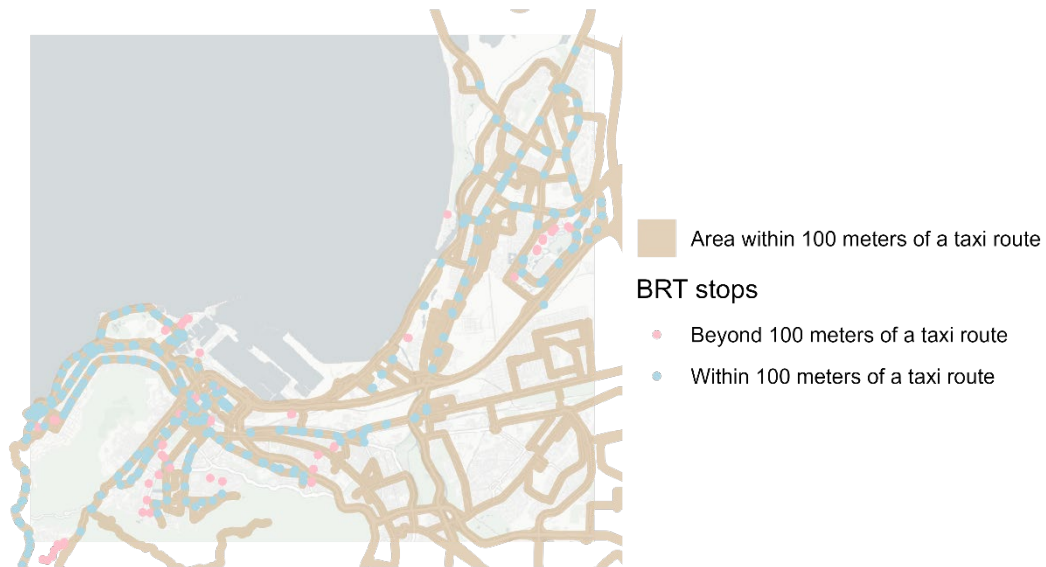 Area within 100 meters of a taxi route
BRT stops
Beyond 100 meters of a taxi route
Within 100 meters of a taxi route